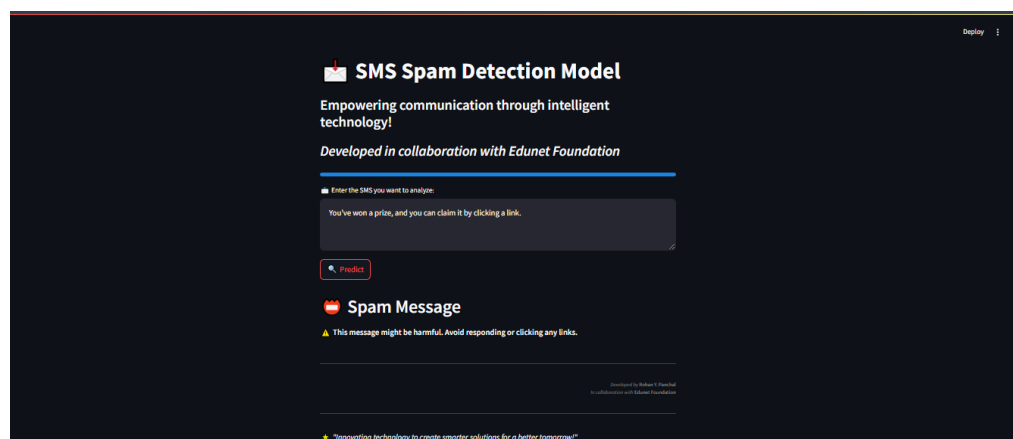 Deploy
SMS Spam Detection Model
Empowering communication through intelligent
technology!
Developed in collaboration with Edunet Foundation
Enter the SMS you want to analyze:
You've won a prize, and you can claim it by clicking a link.
Predict
Spam Message
This message might be harmful. Avoid responding or clicking any links.
Developed by Rohan Y. Panchal
In collaboration with Edunet Foundation
"Innovating technology to create smarter solutions for a better tomorrow!"